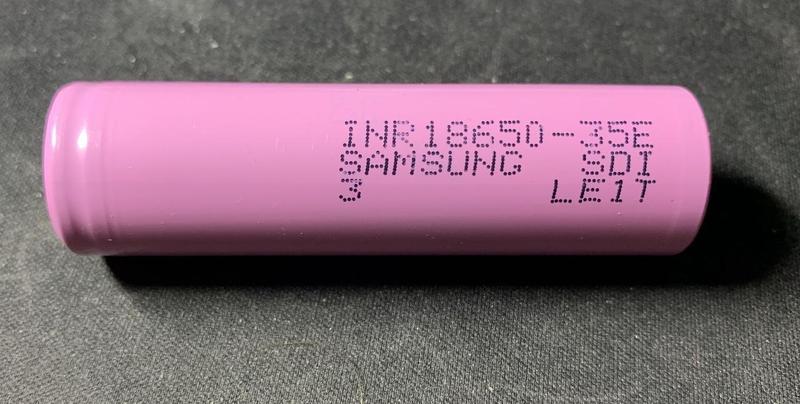 INR18650-35E
SAMSUNG SDI
3 LE1T